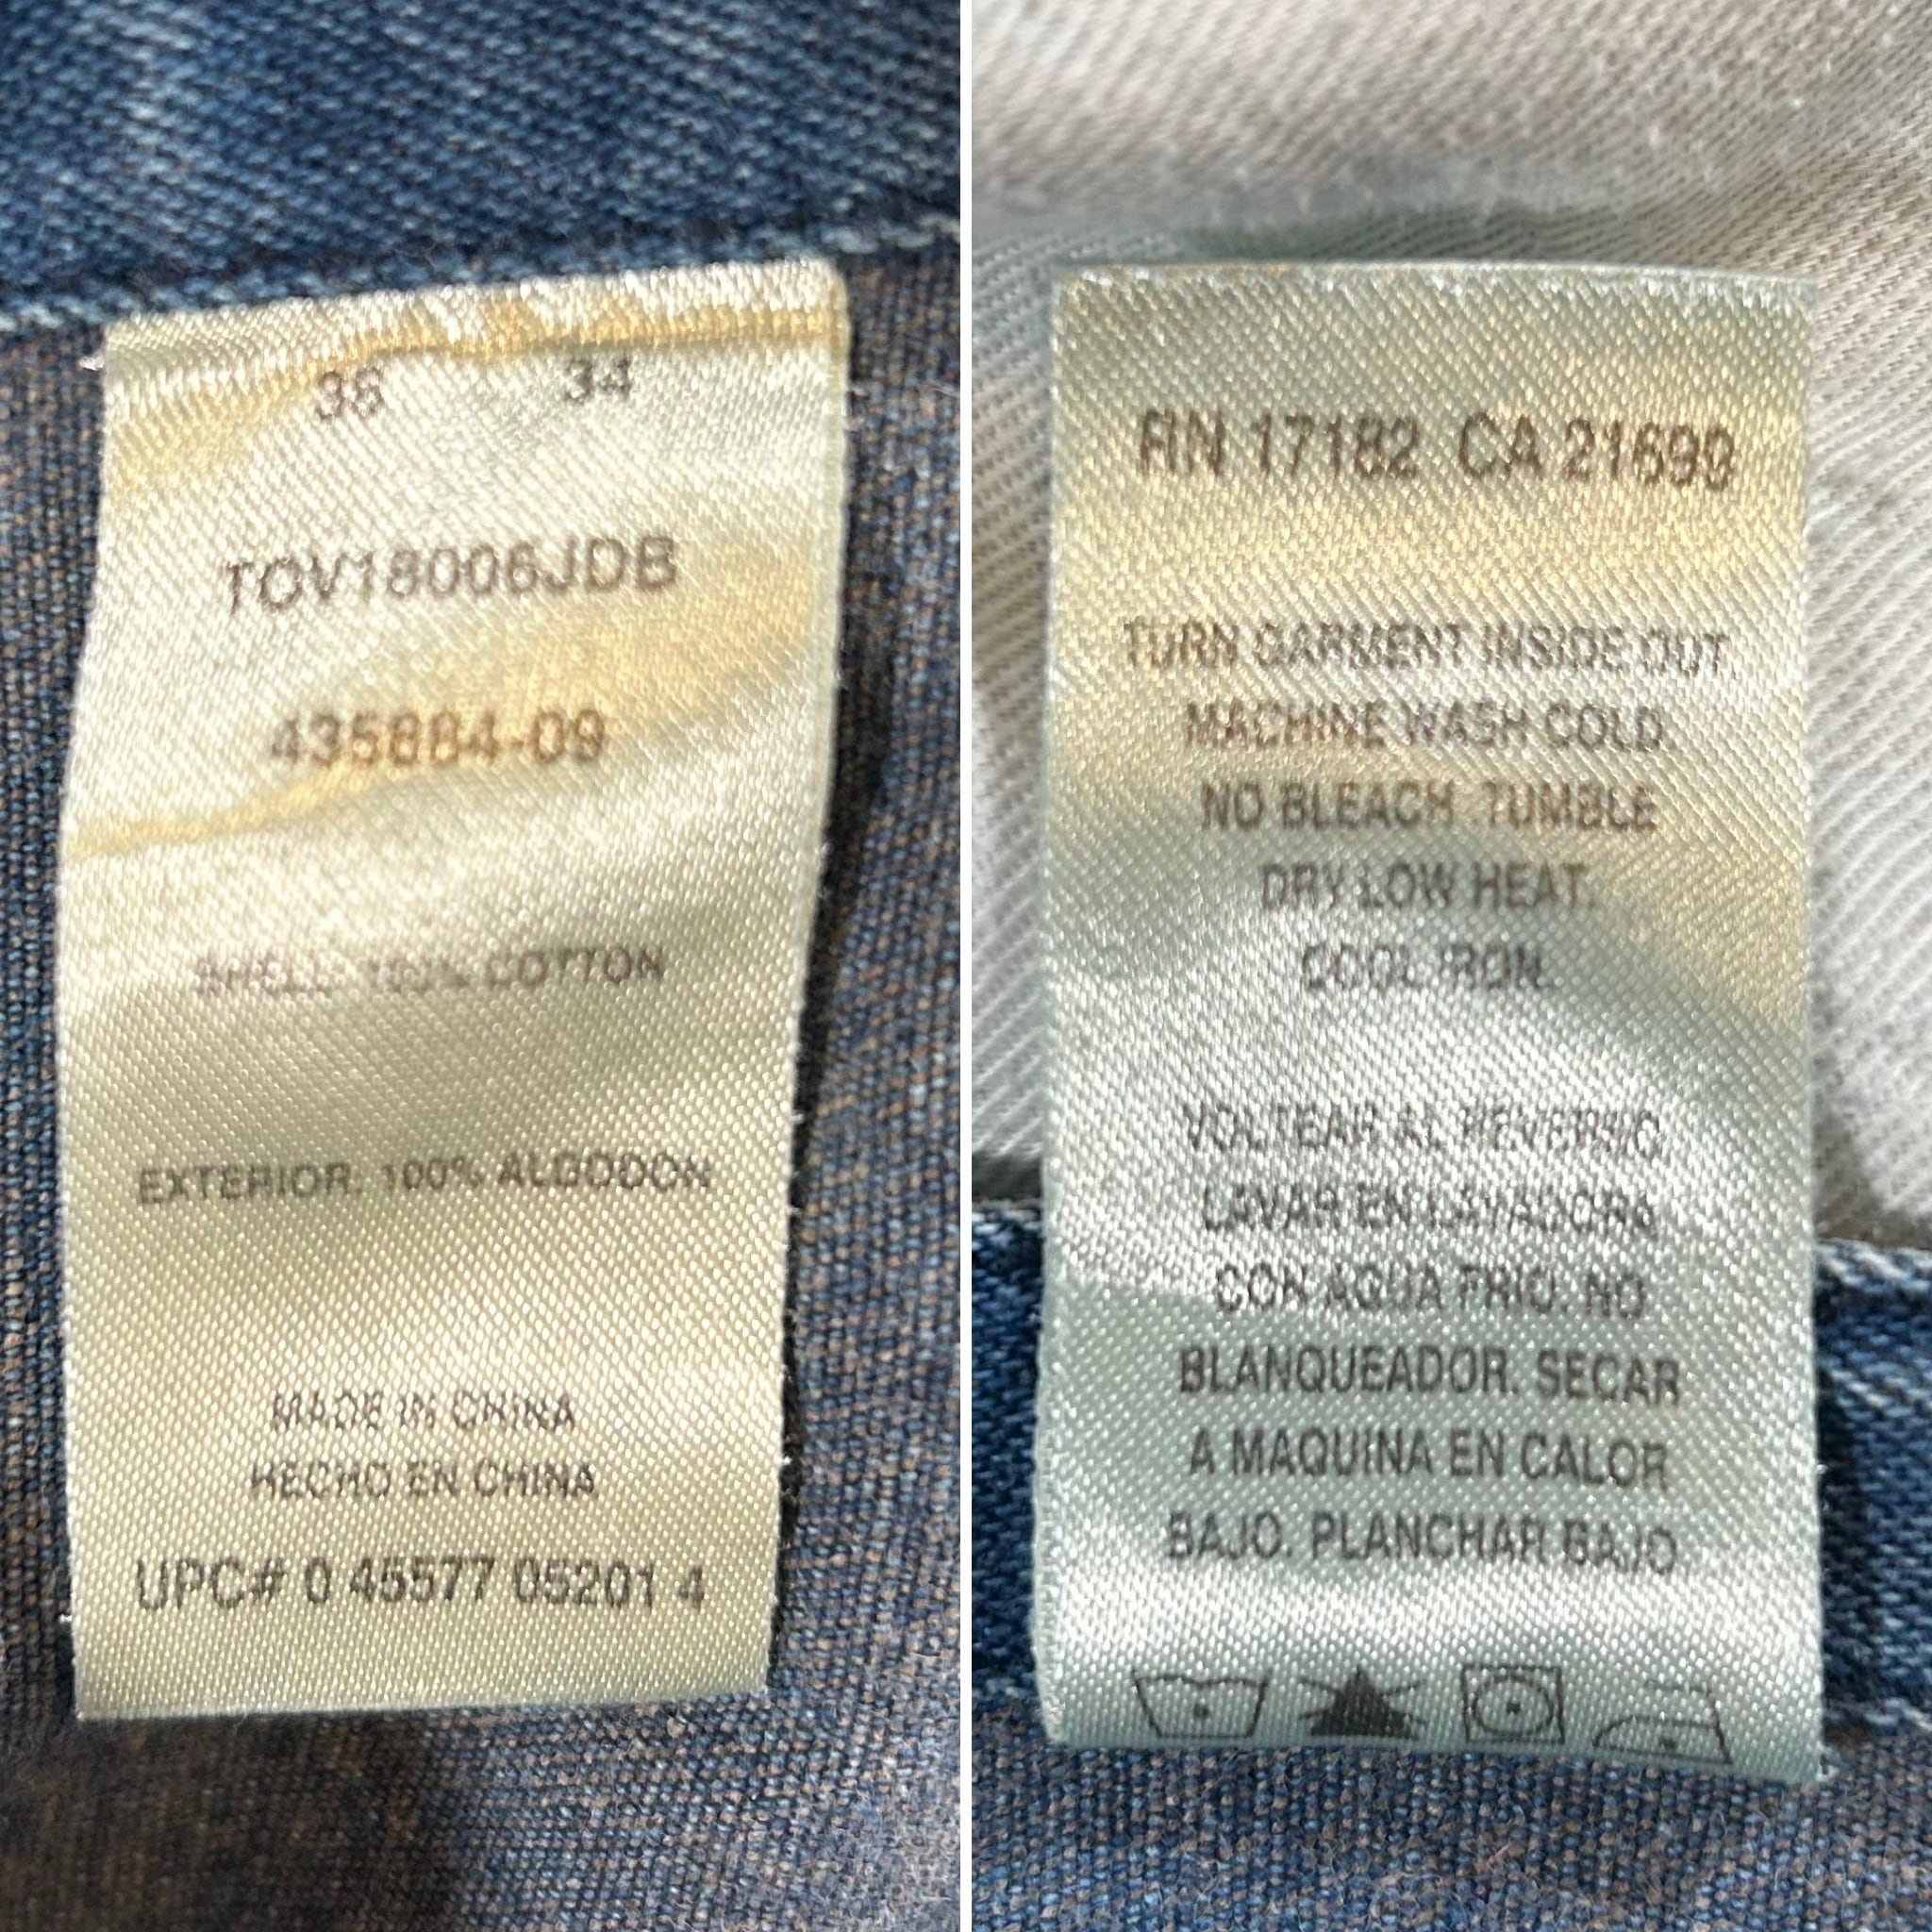 36 34
TOV18006JDB
435884-09
SHELL: 100% COTTON
EXTERIOR: 100% ALGODON
MADE IN CHINA
HECHO EN CHINA
UPC# 0 45577 05201 4
RN 17182 CA 21699
TURN GARMENT INSIDE OUT.
MACHINE WASH COLD.
NO BLEACH. TUMBLE
DRY LOW HEAT.
COOL IRON.
VOLTEAR AL REVERSO
LAVAR EN LAVADORA
CON AGUA FRIO. NO
BLANQUEADOR. SECAR
A MAQUINA EN CALOR
BAJO. PLANCHAR BAJO